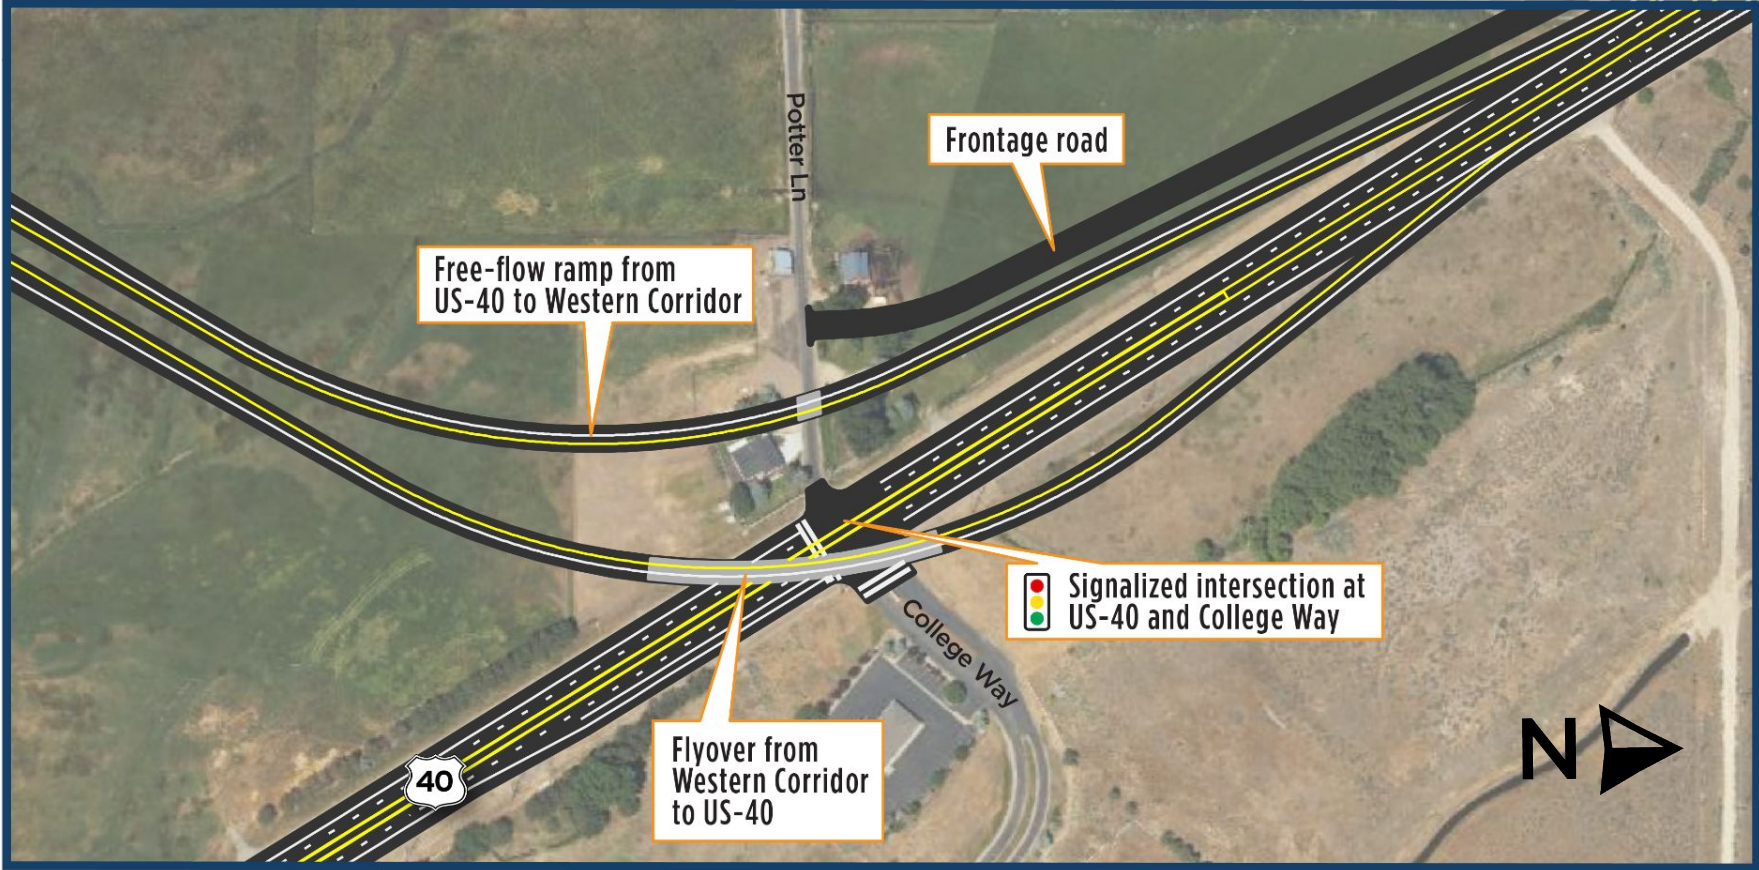 Potter Ln
Frontage road
Free-flow ramp from
US-40 to Western Corridor
Signalized intersection at
US-40 and College Way
College Way
Flyover from
Western Corridor
to US-40
40
N